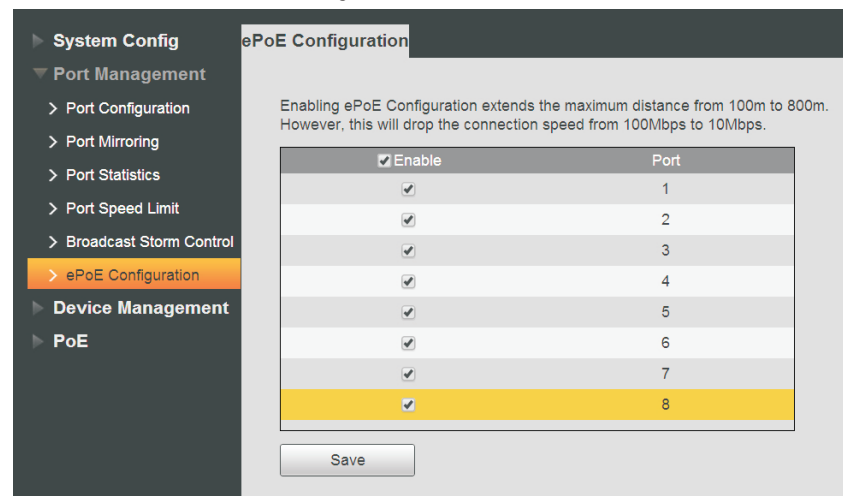 System Config
Port Management
Port Configuration
Port Mirroring
Port Statistics
Port Speed Limit
Broadcast Storm Control
ePoE Configuration
Device Management
PoE
ePoE Configuration
Enabling ePoE Configuration extends the maximum distance from 100m to 800m.
However, this will drop the connection speed from 100Mbps to 10Mbps.
Enable Port
1
2
3
4
5
6
7
8
Save